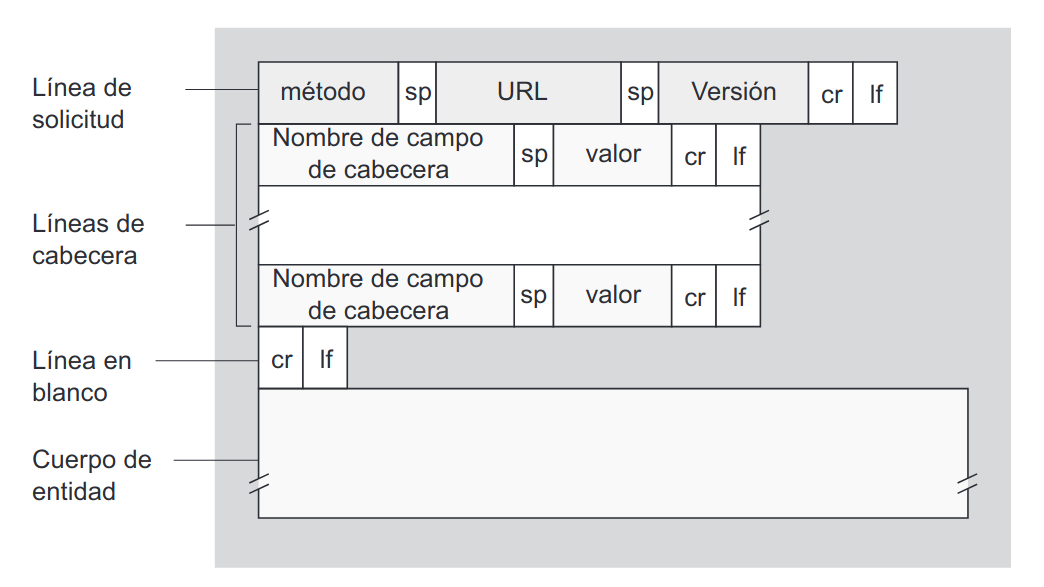 Línea de
solicitud
método sp URL sp Versión cr lf
Nombre de campo
de cabecera
sp valor cr lf
Líneas de
cabecera
Nombre de campo
de cabecera
sp valor cr lf
Línea en
blanco
cr lf
Cuerpo de
entidad